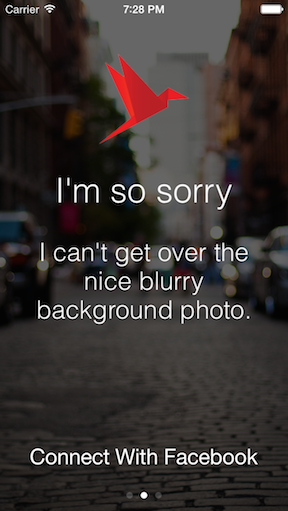 Carrier 7:28 PM
I'm so sorry
I can't get over the
nice blurry
background photo.
Connect With Facebook